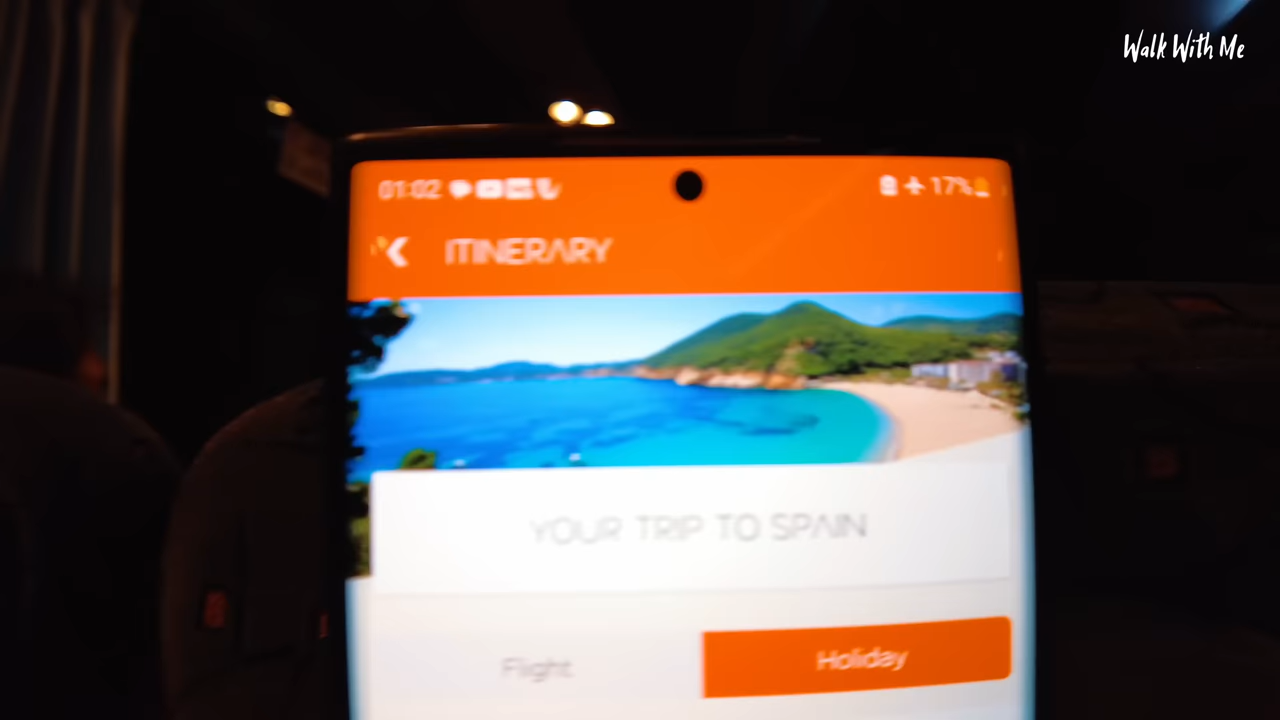 Walk With Me
01:02 17%
ITINERARY
YOUR TRIP TO SPAIN
Flight Holiday